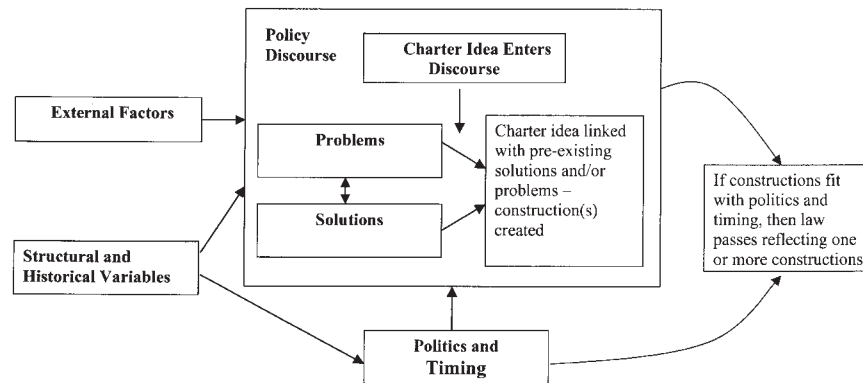 Policy
Discourse
Charter Idea Enters
Discourse
External Factors
Problems
Charter idea linked
with pre-existing
solutions and/or
problems –
construction(s)
created
Solutions
If constructions fit
with politics and
timing, then law
passes reflecting one
or more constructions
Structural and
Historical Variables
Politics and
Timing